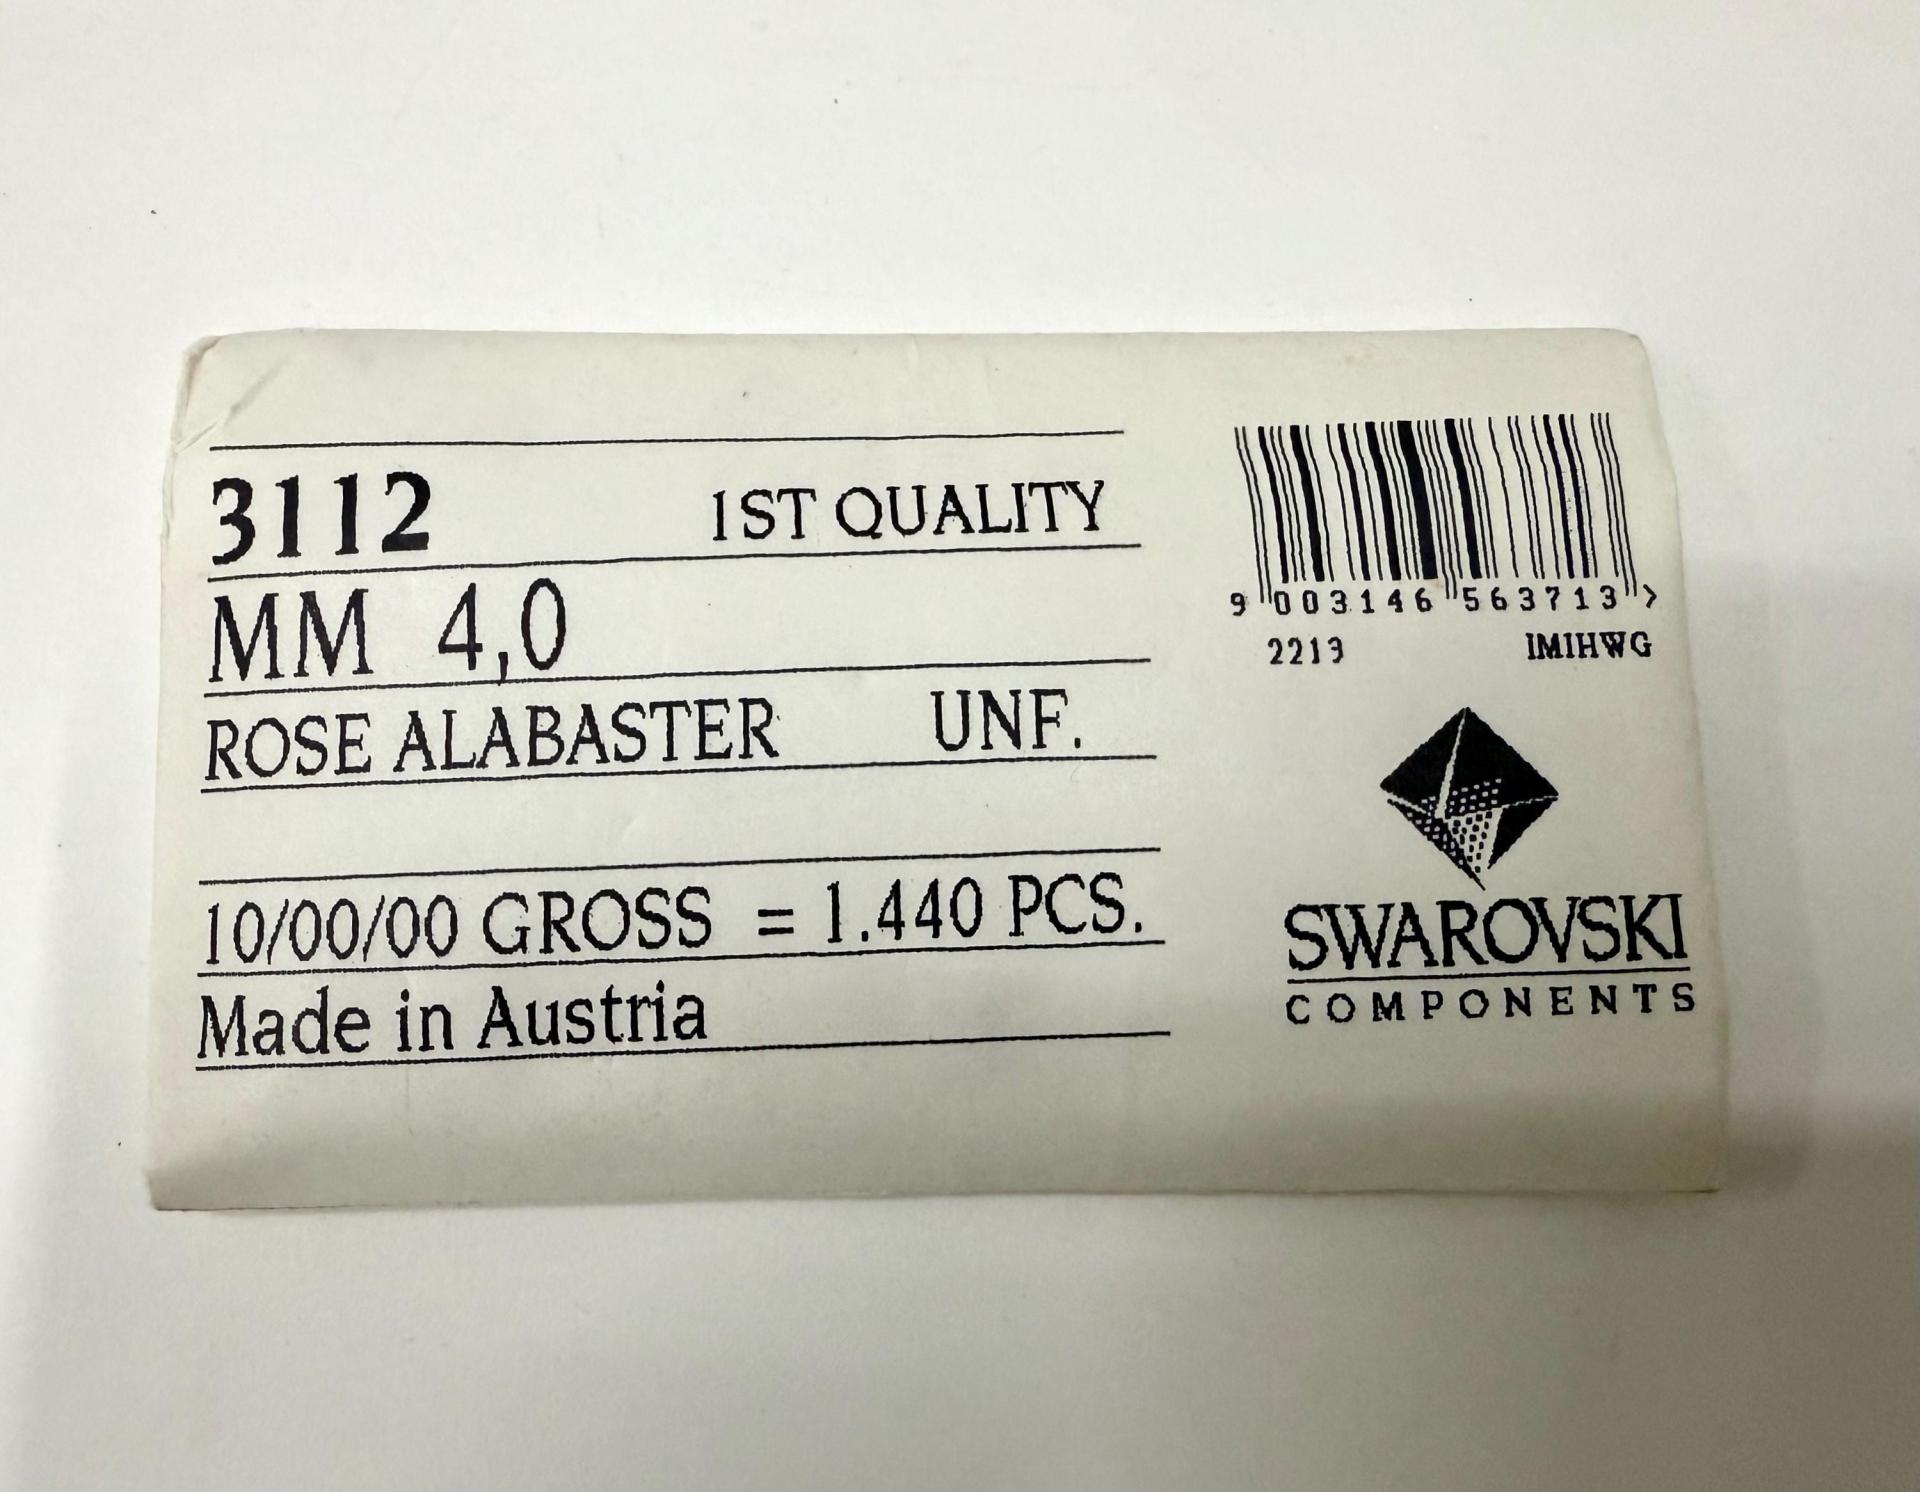 3112 1ST QUALITY
MM 4,0
ROSE ALABASTER UNF.
10/00/00 GROSS = 1.440 PCS.
Made in Austria
9 003146 563713 >
2213 IMIHWG
SWAROVSKI
COMPONENTS